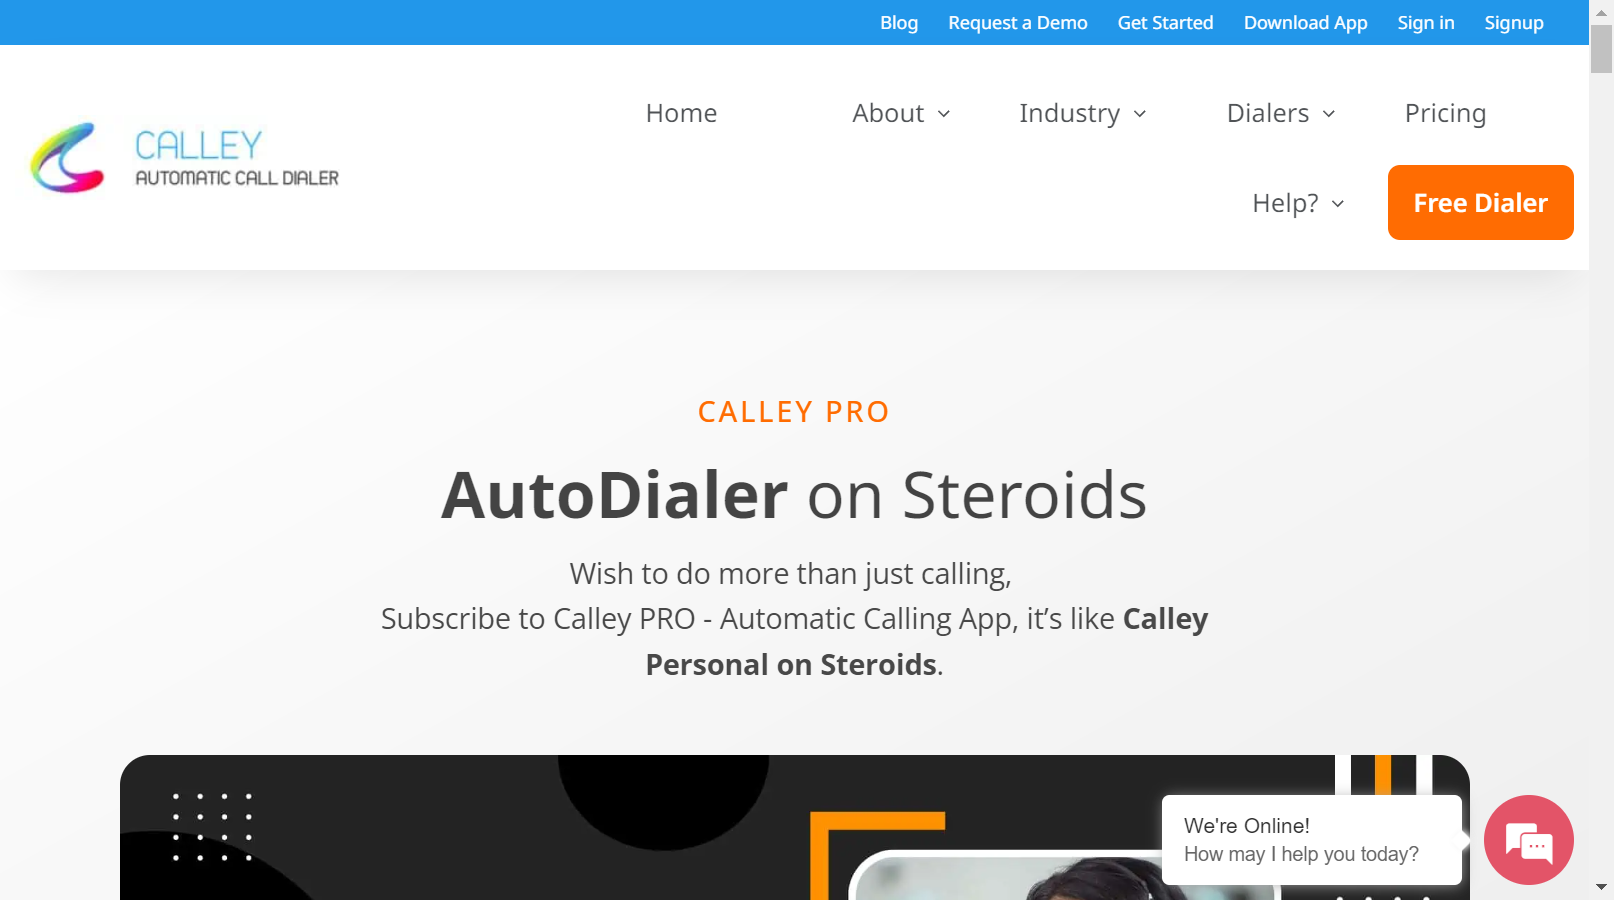 Blog Request a Demo Get Started Download App Sign in Signup
CALLEY
AUTOMATIC CALL DIALER
Home About Industry Dialers Pricing
Help? Free Dialer
CALLEY PRO
AutoDialer on Steroids
Wish to do more than just calling,
Subscribe to Calley PRO - Automatic Calling App, it’s like Calley
Personal on Steroids.
We're Online!
How may I help you today?